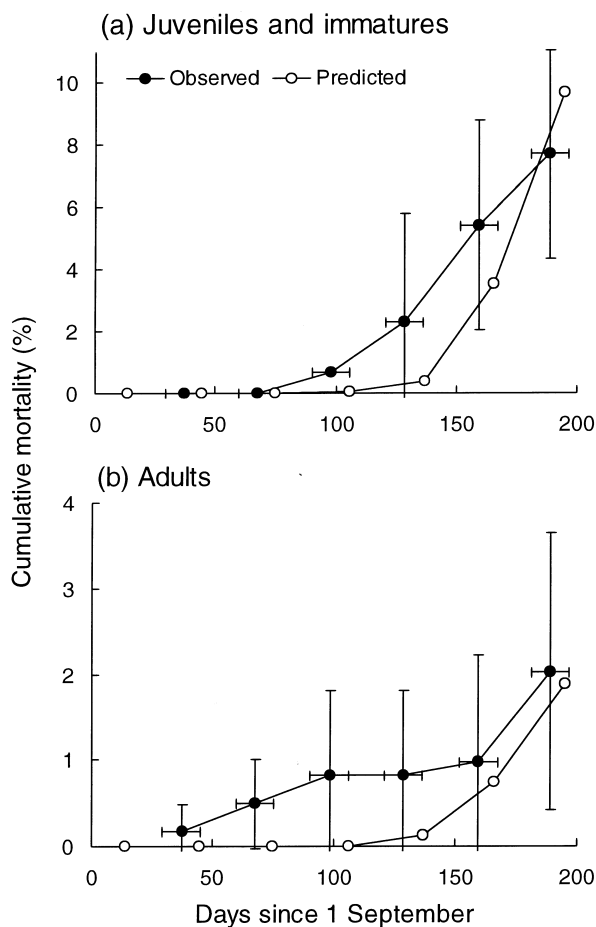 (a) Juveniles and immatures
Observed Predicted
10
8
6
4
2
0
0 50 100 150 200
Cumulative mortality (%)
(b) Adults
4
3
2
1
0
0 50 100 150 200
Days since 1 September